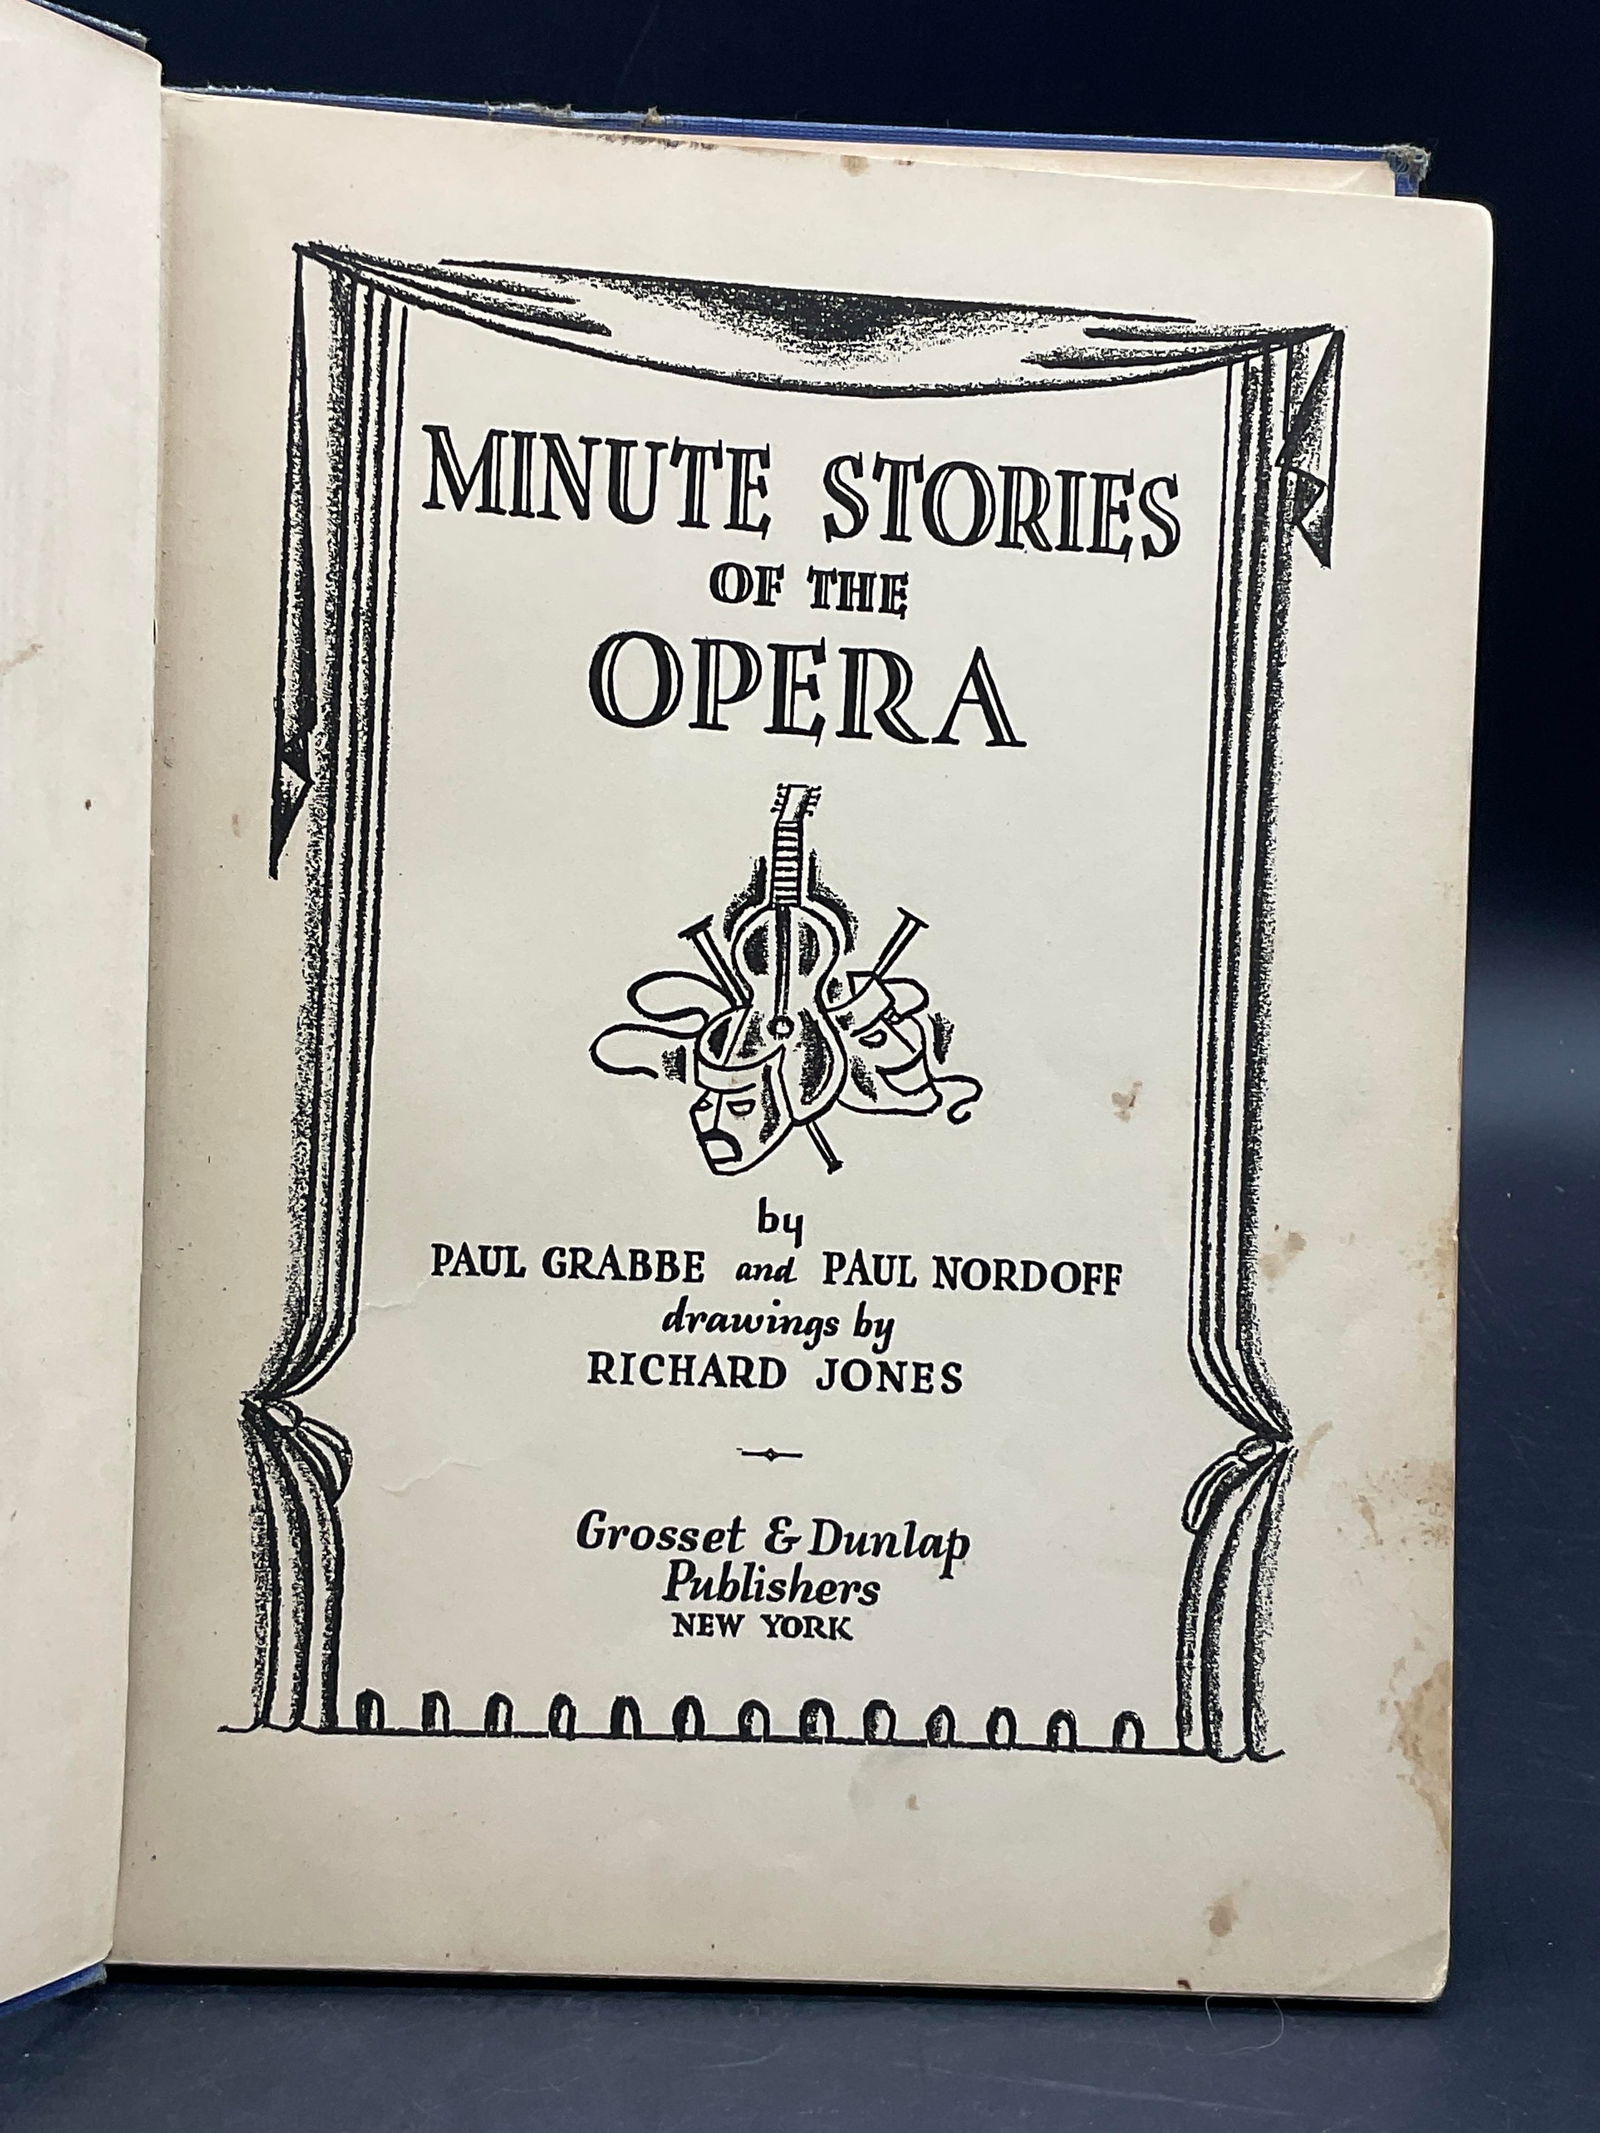 MINUTE STORIES
OF THE
OPERA
by
PAUL GRABBE and PAUL NORDOFF
drawings by
RICHARD JONES
Grosset & Dunlap
Publishers
NEW YORK